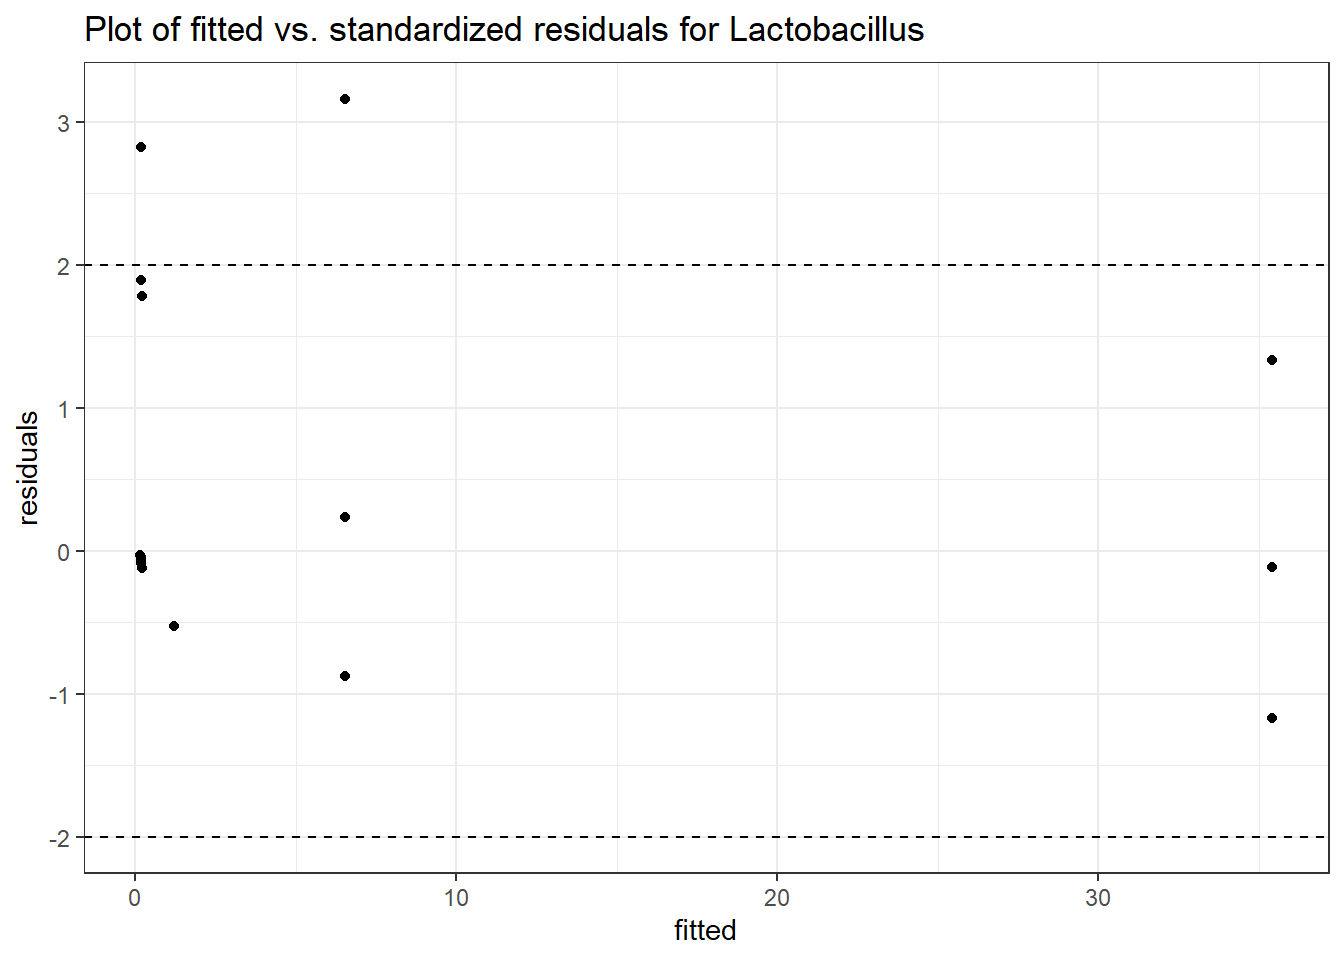 Plot of fitted vs. standardized residuals for Lactobacillus
3
2
1
0
-1
-2
residuals
0 10 20 30
fitted